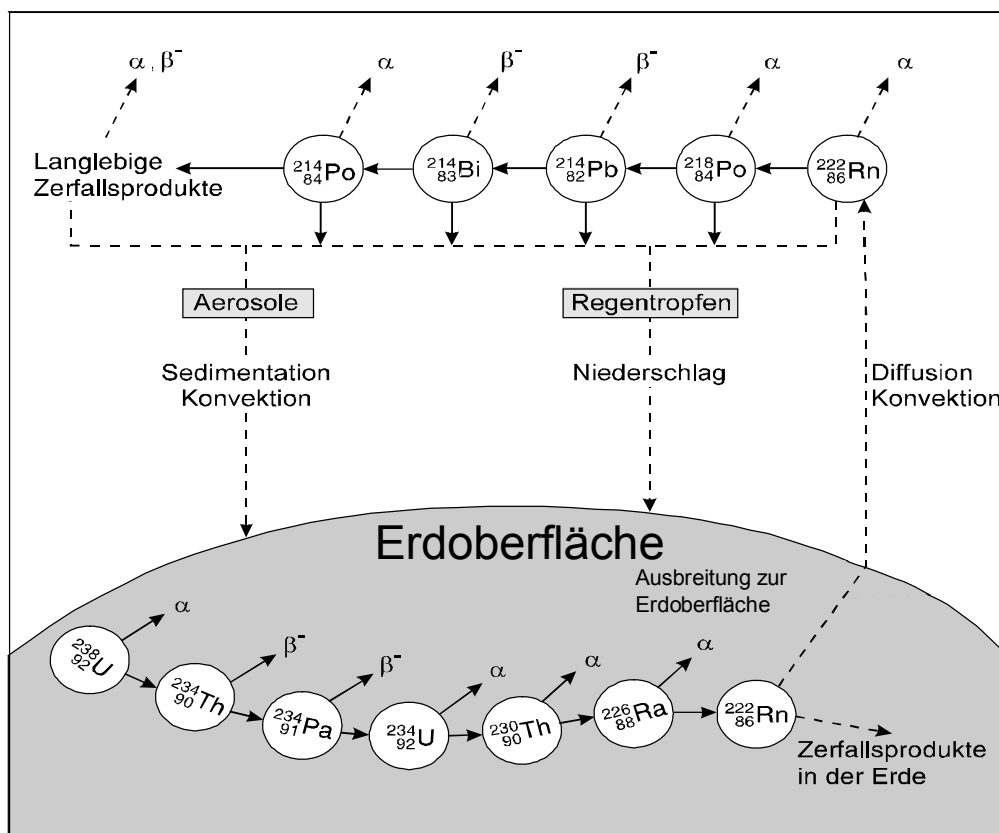 α , β⁻
α
β⁻
β⁻
α
α
Langlebige
Zerfallsprodukte
²¹⁴₈₄Po
²¹⁴₈₃Bi
²¹⁴₈₂Pb
²¹⁸₈₄Po
²²²₈₆Rn
Aerosole
Regentropfen
Sedimentation
Konvektion
Niederschlag
Diffusion
Konvektion
Erdoberfläche
Ausbreitung zur
Erdoberfläche
α
β⁻
β⁻
α
α
α
²³⁸₉₂U
²³⁴₉₀Th
²³⁴₉₁Pa
²³⁴₉₂U
²³⁰₉₀Th
²²⁶₈₈Ra
²²²₈₆Rn
Zerfallsprodukte
in der Erde